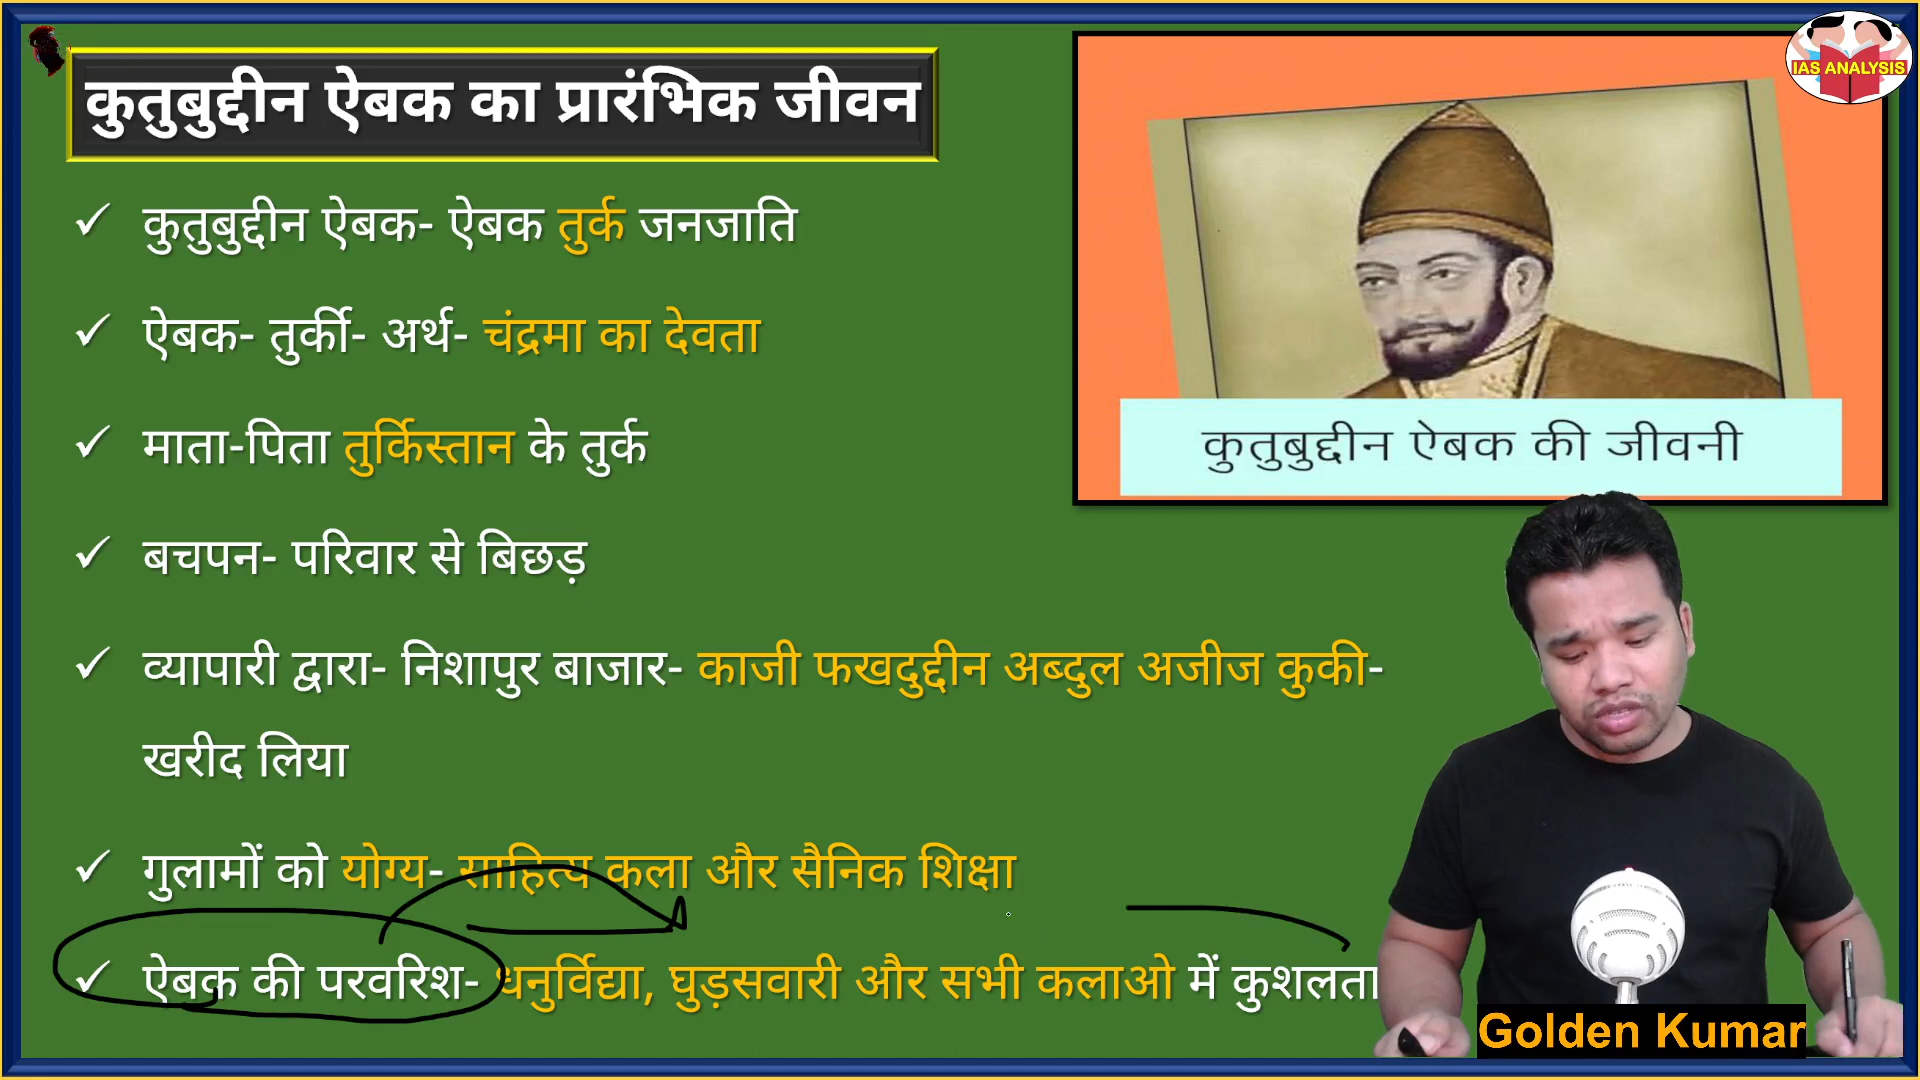 कुतुबुद्दीन ऐबक का प्रारंभिक जीवन
IAS ANALYSIS
कुतुबुद्दीन ऐबक- ऐबक तुर्क जनजाति
ऐबक- तुर्की- अर्थ- चंद्रमा का देवता
माता-पिता तुर्किस्तान के तुर्क
कुतुबुद्दीन ऐबक की जीवनी
बचपन- परिवार से बिछड़
व्यापारी द्वारा- निशापुर बाजार- काजी फखदुद्दीन अब्दुल अजीज कुकी-
खरीद लिया
गुलामों को योग्य- साहित्य कला और सैनिक शिक्षा
ऐबक की परवरिश- धनुर्विद्या, घुड़सवारी और सभी कलाओ में कुशलता
Golden Kumar